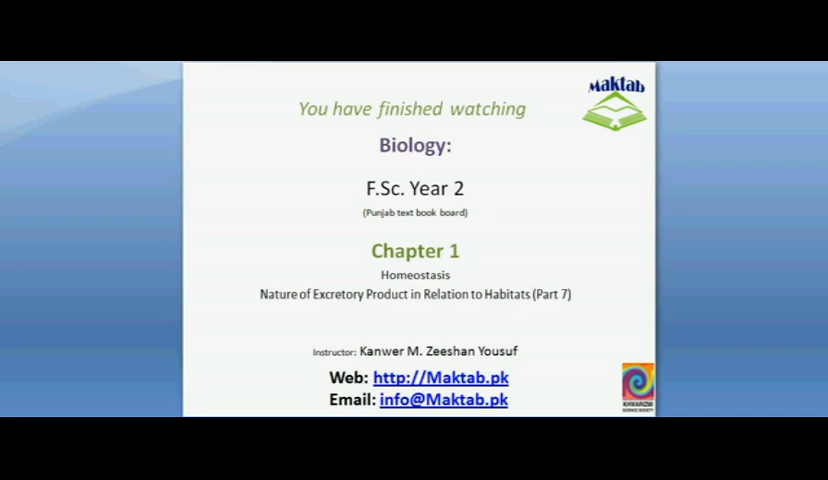 Maktab
You have finished watching
Biology:
F.Sc. Year 2
(Punjab text book board)
Chapter 1
Homeostasis
Nature of Excretory Product in Relation to Habitats (Part 7)
Instructor: Kanwer M. Zeeshan Yousuf
Web: http://Maktab.pk
Email: info@Maktab.pk
KHWARIZMI
SCIENCE SOCIETY